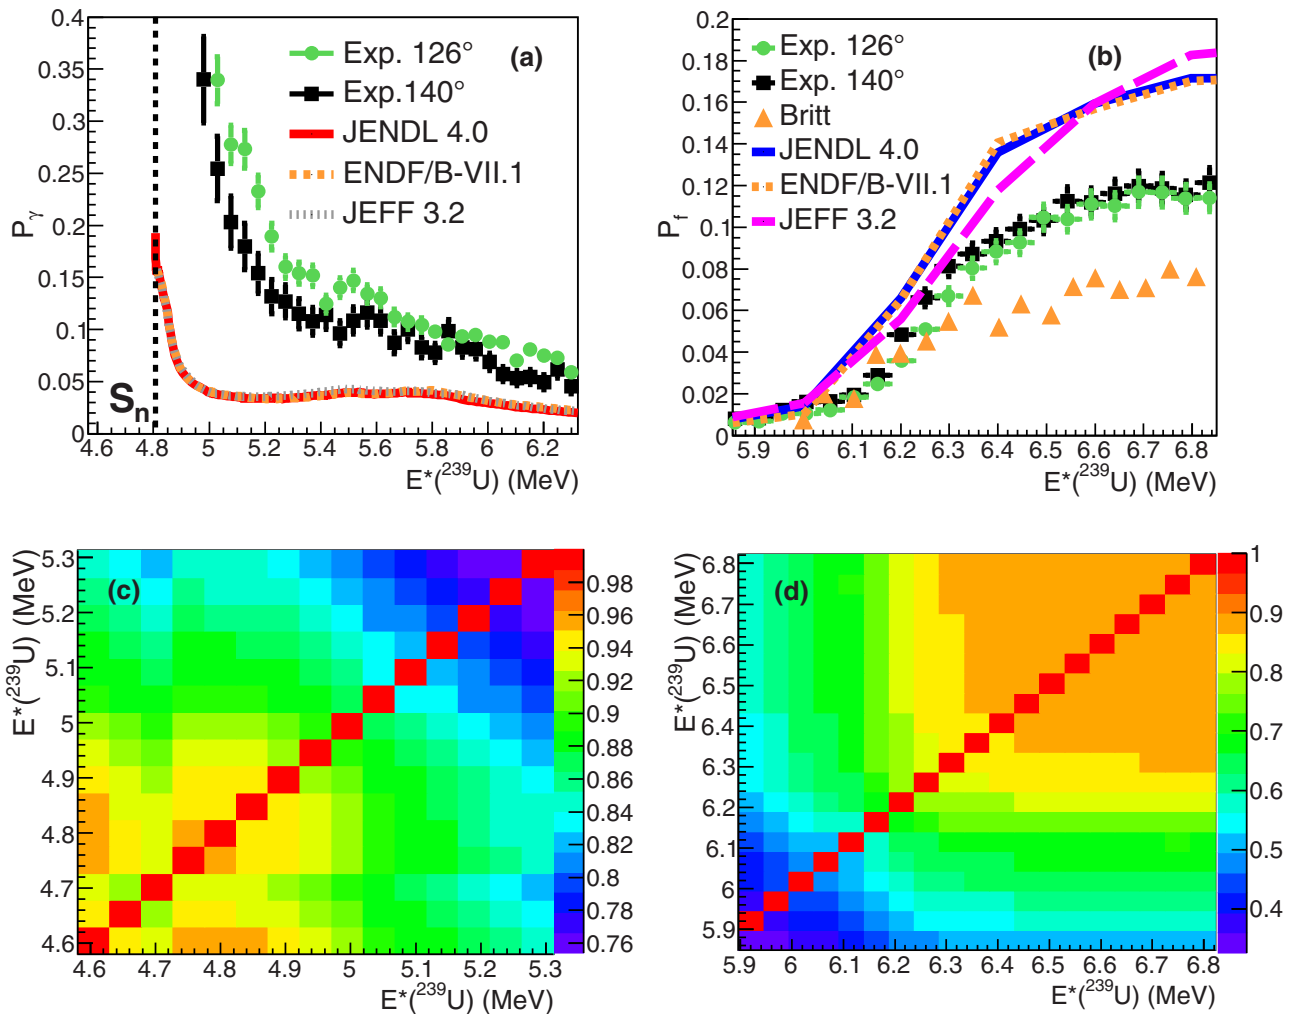 (a)
P_γ
0.4
0.35
0.3
0.25
0.2
0.15
0.1
0.05
0
Exp. 126°
Exp.140°
JENDL 4.0
ENDF/B-VII.1
JEFF 3.2
S_n
4.6 4.8 5 5.2 5.4 5.6 5.8 6 6.2
E*(²³⁹U) (MeV)
(b)
P_f
0.2
0.18
0.16
0.14
0.12
0.1
0.08
0.06
0.04
0.02
0
Exp. 126°
Exp. 140°
Britt
JENDL 4.0
ENDF/B-VII.1
JEFF 3.2
5.9 6 6.1 6.2 6.3 6.4 6.5 6.6 6.7 6.8
E*(²³⁹U) (MeV)
(c)
E*(²³⁹U) (MeV)
5.3
5.2
5.1
5
4.9
4.8
4.7
4.6
4.6 4.7 4.8 4.9 5 5.1 5.2 5.3
E*(²³⁹U) (MeV)
0.98
0.96
0.94
0.92
0.9
0.88
0.86
0.84
0.82
0.8
0.78
0.76
(d)
E*(²³⁹U) (MeV)
6.8
6.7
6.6
6.5
6.4
6.3
6.2
6.1
6
5.9
5.9 6 6.1 6.2 6.3 6.4 6.5 6.6 6.7 6.8
E*(²³⁹U) (MeV)
1
0.9
0.8
0.7
0.6
0.5
0.4